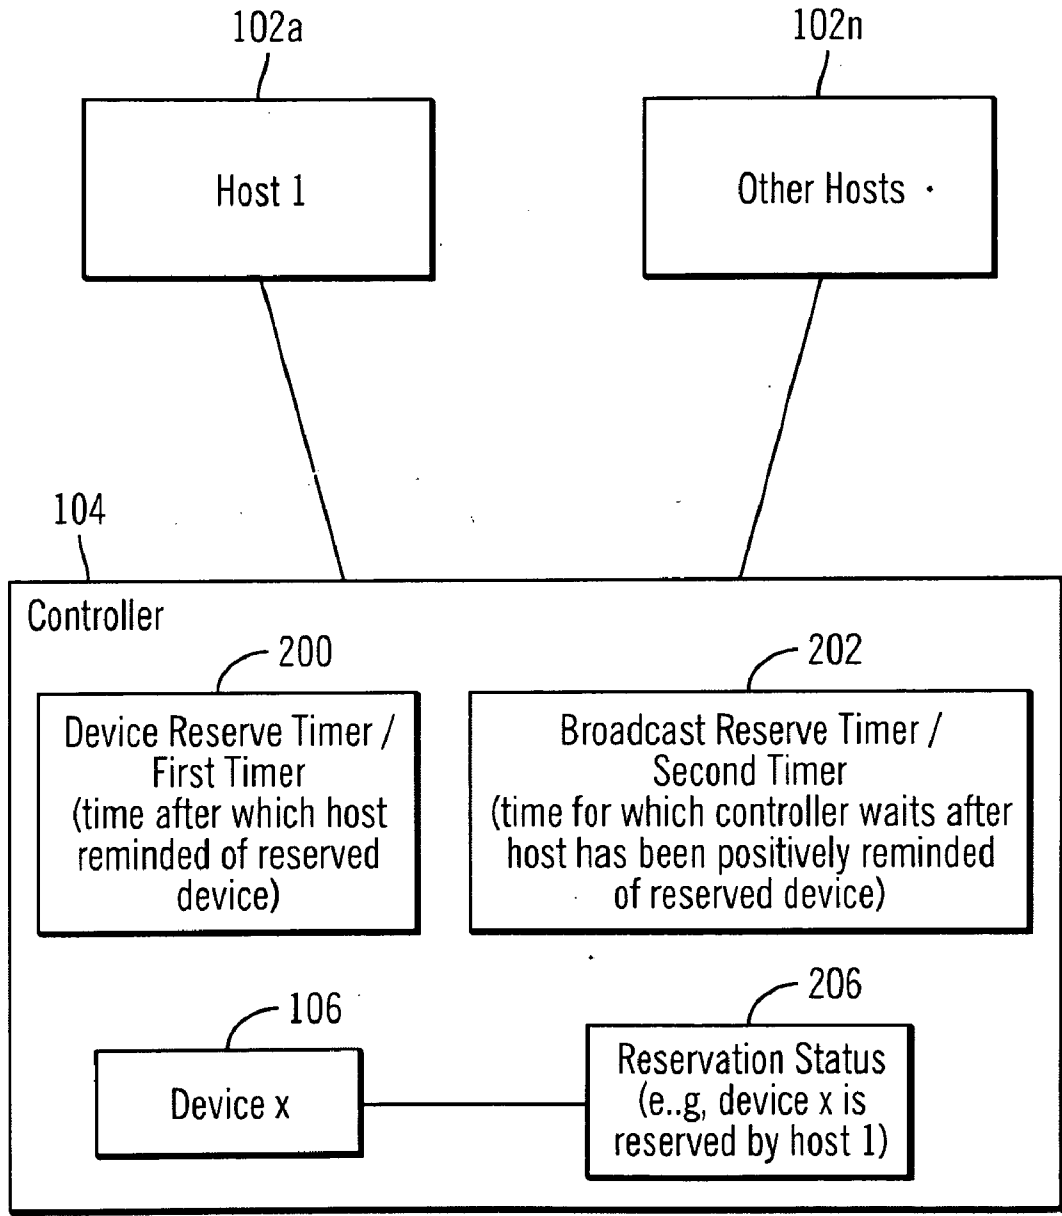 102a
102n
Host 1
Other Hosts
104
Controller
200
Device Reserve Timer /
First Timer
(time after which host
reminded of reserved
device)
202
Broadcast Reserve Timer /
Second Timer
(time for which controller waits after
host has been positively reminded
of reserved device)
106
Device x
206
Reservation Status
(e..g, device x is
reserved by host 1)